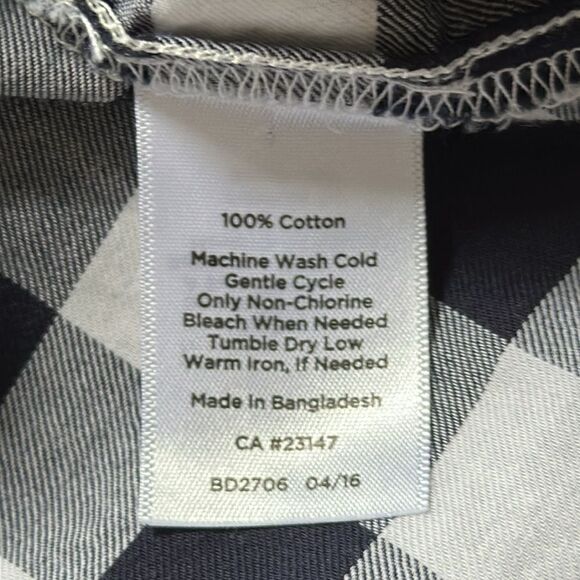 100% Cotton
Machine Wash Cold
Gentle Cycle
Only Non-Chlorine
Bleach When Needed
Tumble Dry Low
Warm Iron, If Needed
Made In Bangladesh
CA #23147
BD2706 04/16